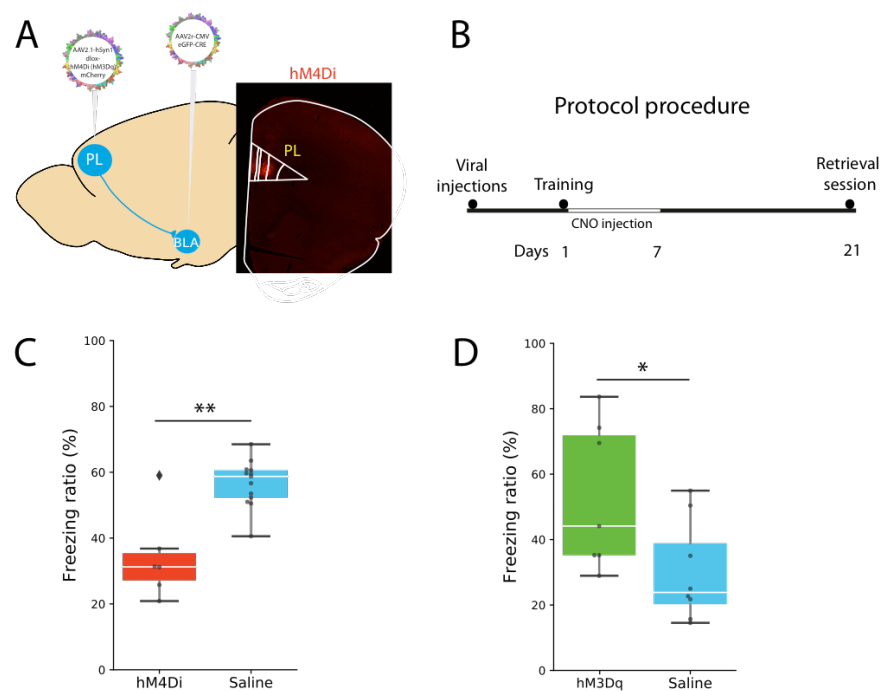 A
AAV2.1-hSyn1
dlox-
hM4Di (hM3Dq)
mCherry
AAV2r-CMV
eGFP-CRE
hM4Di
PL
PL
BLA
B
Protocol procedure
Viral
injections
Training
Retrieval
session
CNO injection
Days 1 7 21
C
Freezing ratio (%)
100
80
60
40
20
0
**
hM4Di Saline
D
Freezing ratio (%)
100
80
60
40
20
0
*
hM3Dq Saline